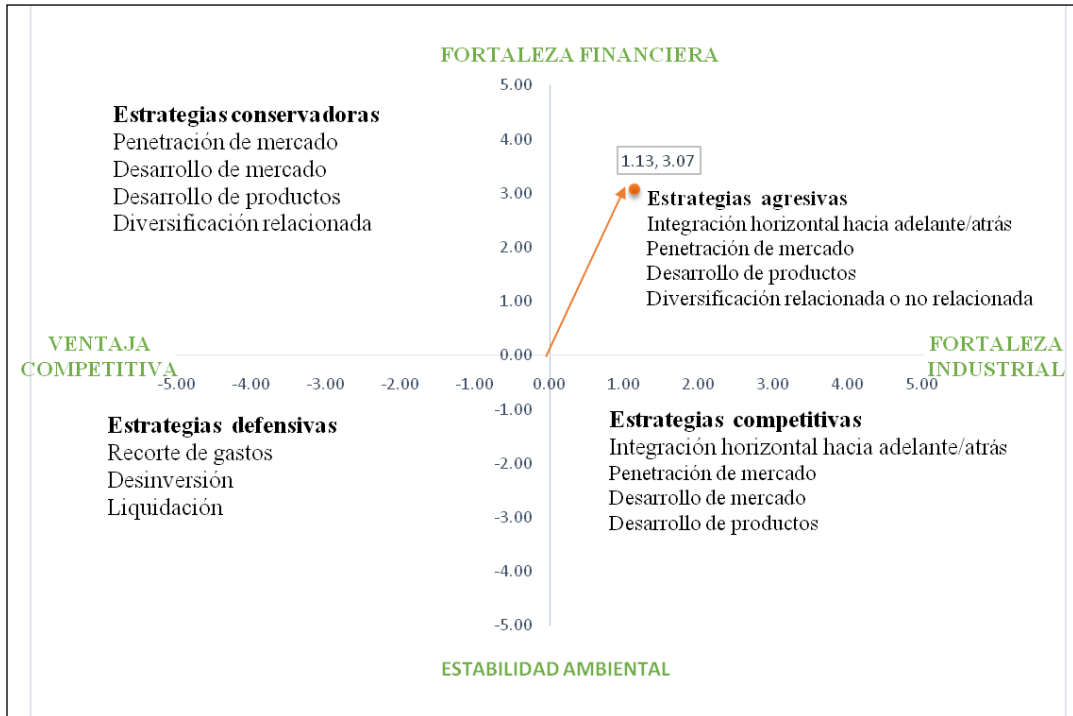 FORTALEZA FINANCIERA
5.00
4.00
3.00
2.00
1.00
0.00
-1.00
-2.00
-3.00
-4.00
-5.00
Estrategias conservadoras
Penetración de mercado
Desarrollo de mercado
Desarrollo de productos
Diversificación relacionada
1.13, 3.07
Estrategias agresivas
Integración horizontal hacia adelante/atrás
Penetración de mercado
Desarrollo de productos
Diversificación relacionada o no relacionada
VENTAJA
COMPETITIVA
FORTALEZA
INDUSTRIAL
-5.00 -4.00 -3.00 -2.00 -1.00 0.00 1.00 2.00 3.00 4.00 5.00
Estrategias defensivas
Recorte de gastos
Desinversión
Liquidación
Estrategias competitivas
Integración horizontal hacia adelante/atrás
Penetración de mercado
Desarrollo de mercado
Desarrollo de productos
ESTABILIDAD AMBIENTAL